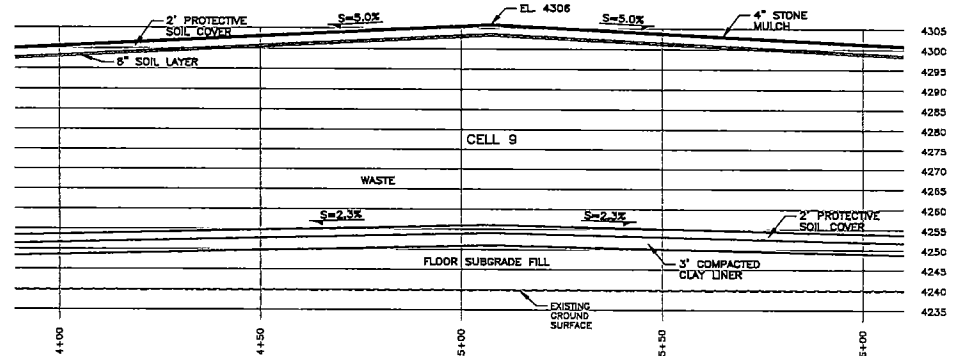 EL. 4306
S=5.0%
S=5.0%
2' PROTECTIVE
SOIL COVER
4" STONE
MULCH
6" SOIL LAYER
4305
4300
4295
4290
4285
4280
4275
4270
4265
4260
4255
4250
4245
4240
4235
CELL 9
WASTE
S=2.3%
S=2.3%
2' PROTECTIVE
SOIL COVER
FLOOR SUBGRADE FILL
3' COMPACTED
CLAY LINER
EXISTING
GROUND
SURFACE
4+00
4+50
5+00
5+50
6+00